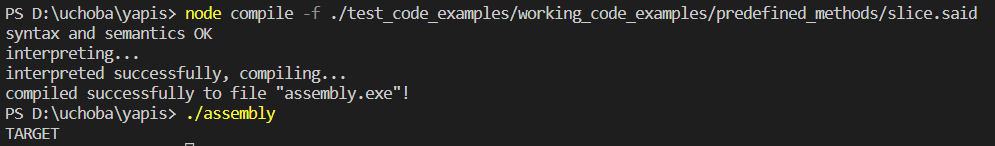 PS D:\uchoba\yapis> node compile -f ./test_code_examples/working_code_examples/predefined_methods/slice.said
syntax and semantics OK
interpreting...
interpreted successfully, compiling...
compiled successfully to file "assembly.exe"!
PS D:\uchoba\yapis> ./assembly
TARGET